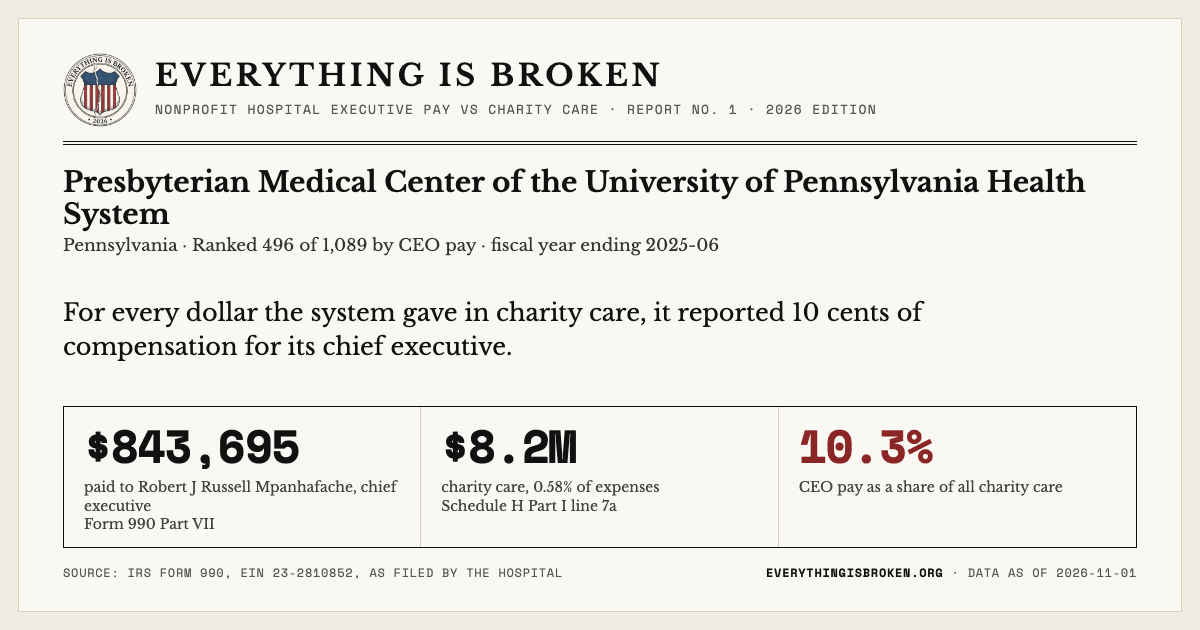 EVERYTHING IS BROKEN
2026
EVERYTHING IS BROKEN
NONPROFIT HOSPITAL EXECUTIVE PAY VS CHARITY CARE · REPORT NO. 1 · 2026 EDITION
Presbyterian Medical Center of the University of Pennsylvania Health
System
Pennsylvania · Ranked 496 of 1,089 by CEO pay · fiscal year ending 2025-06
For every dollar the system gave in charity care, it reported 10 cents of
compensation for its chief executive.
$843,695
paid to Robert J Russell Mpanhafache, chief
executive
Form 990 Part VII
$8.2M
charity care, 0.58% of expenses
Schedule H Part I line 7a
10.3%
CEO pay as a share of all charity care
SOURCE: IRS FORM 990, EIN 23-2810852, AS FILED BY THE HOSPITAL
EVERYTHINGISBROKEN.ORG · DATA AS OF 2026-11-01